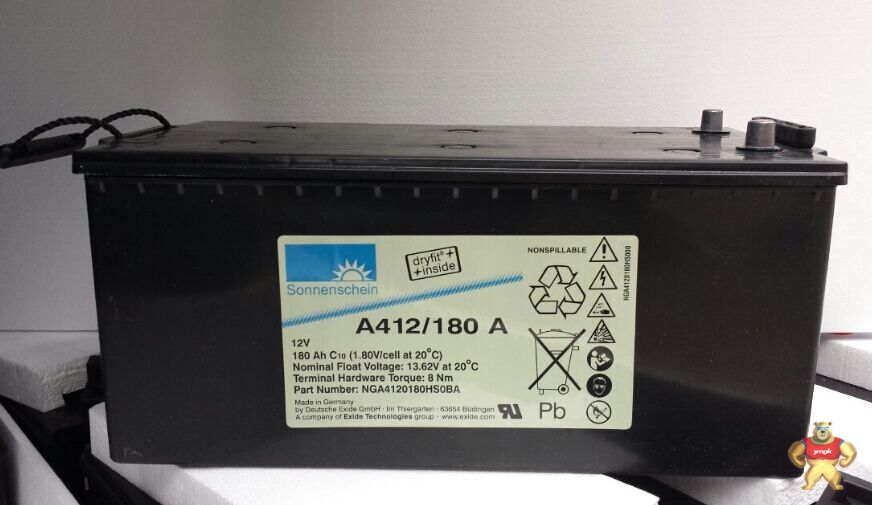 Sonnenschein
dryfit®
inside
NONSPILLABLE
NGA4120180HS0B0
A412/180 A
12V
180 Ah C10 (1.80V/cell at 20°C)
Nominal Float Voltage: 13.62V at 20°C
Terminal Hardware Torque: 8 Nm
Part Number: NGA4120180HS0BA
Made in Germany
by Deutsche Exide GmbH · Im Thiergarten · 63654 Büdingen
A company of Exide Technologies group · www.exide.com
Pb
ymgk